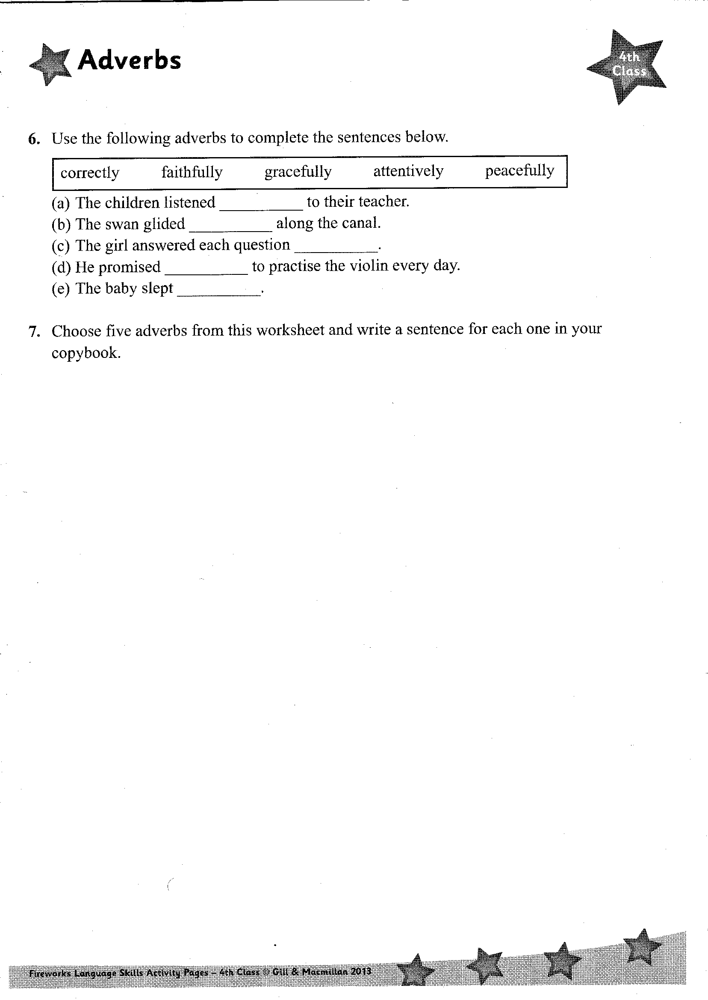 Adverbs
4th
Class
6. Use the following adverbs to complete the sentences below.
correctly faithfully gracefully attentively peacefully
(a) The children listened __________ to their teacher.
(b) The swan glided __________ along the canal.
(c) The girl answered each question __________.
(d) He promised __________ to practise the violin every day.
(e) The baby slept __________.
7. Choose five adverbs from this worksheet and write a sentence for each one in your
copybook.
Fireworks Language Skills Activity Pages – 4th Class © Gill & Macmillan 2013